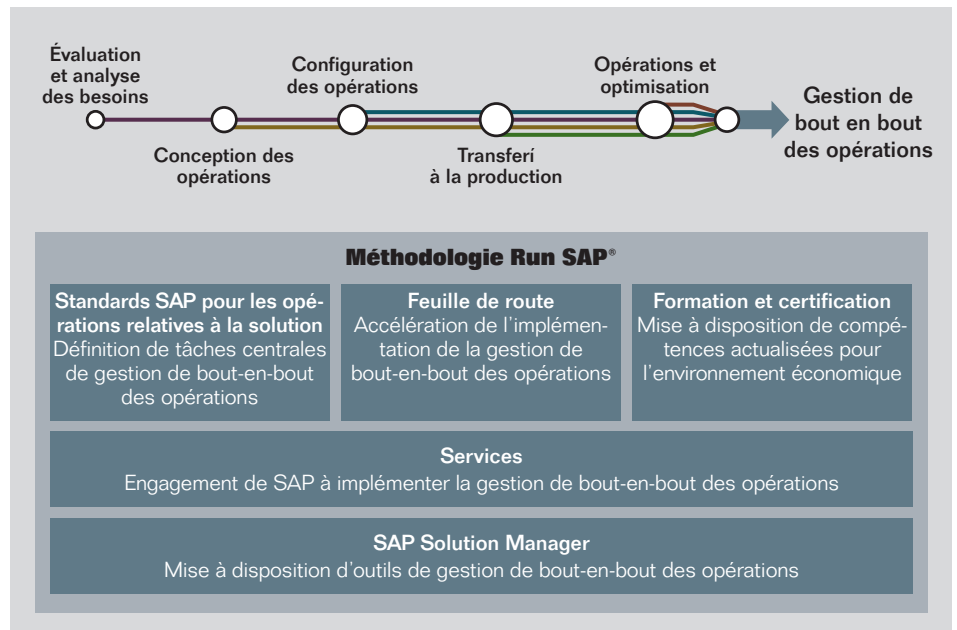 Évaluation
et analyse
des besoins
Conception des
opérations
Configuration
des opérations
Transferí
à la production
Opérations et
optimisation
Gestion de
bout en bout
des opérations
Méthodologie Run SAP®
Standards SAP pour les opé-
rations relatives à la solution
Définition de tâches centrales
de gestion de bout-en-bout
des opérations
Feuille de route
Accélération de l'implémen-
tation de la gestion de
bout-en-bout des opérations
Formation et certification
Mise à disposition de compé-
tences actualisées pour
l'environnement économique
Services
Engagement de SAP à implémenter la gestion de bout-en-bout des opérations
SAP Solution Manager
Mise à disposition d'outils de gestion de bout-en-bout des opérations